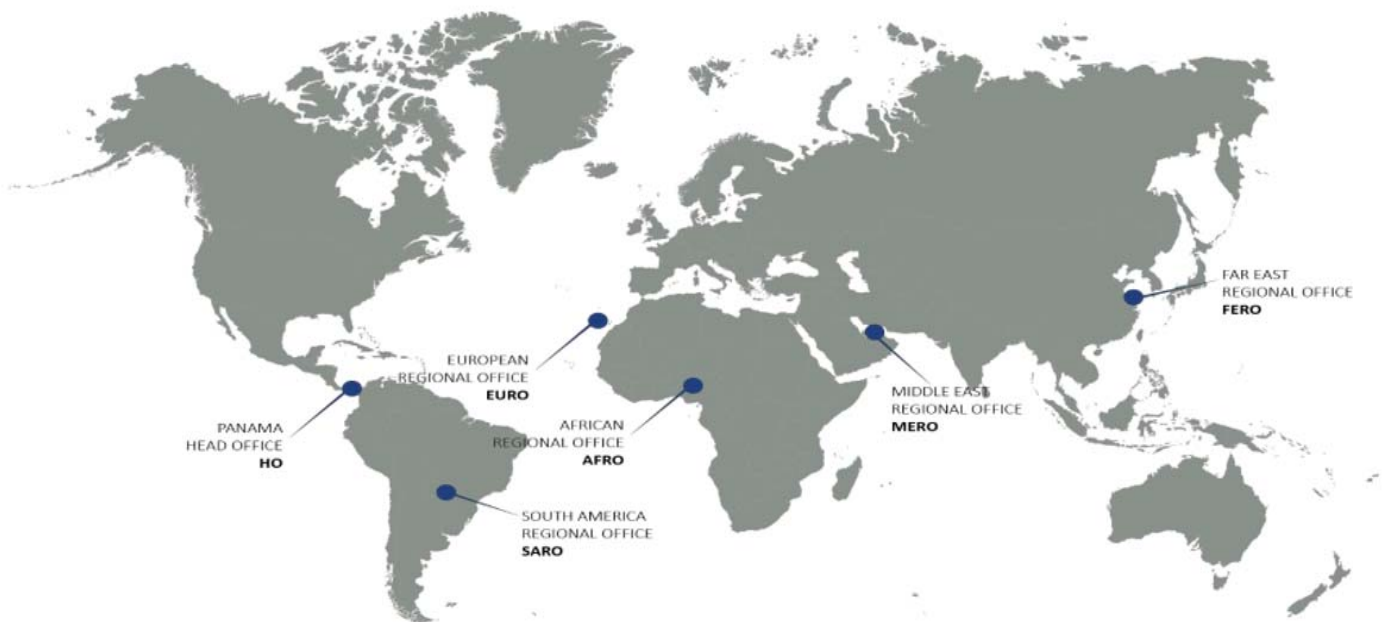 FAR EAST
REGIONAL OFFICE
FERO
EUROPEAN
REGIONAL OFFICE
EURO
MIDDLE EAST
REGIONAL OFFICE
MERO
PANAMA
HEAD OFFICE
HO
AFRICAN
REGIONAL OFFICE
AFRO
SOUTH AMERICA
REGIONAL OFFICE
SARO